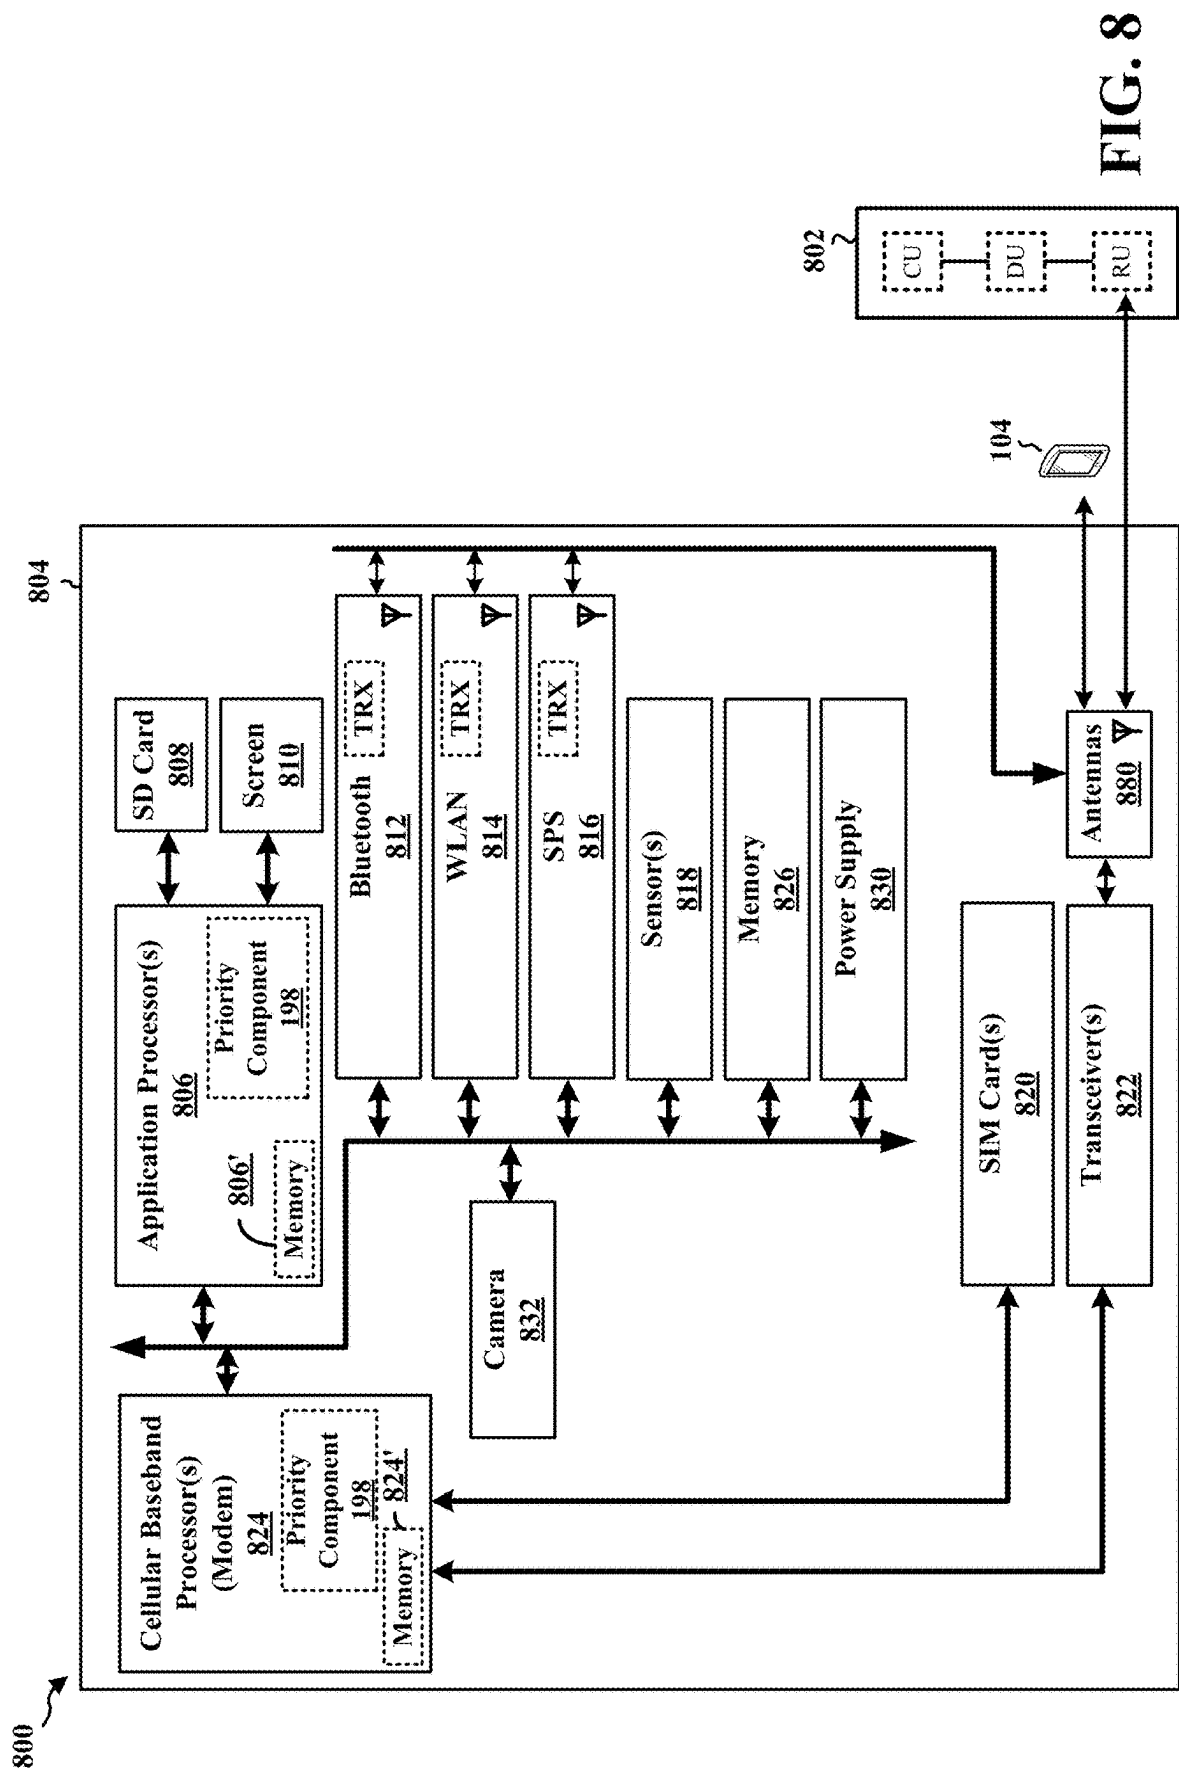 800
804
Cellular Baseband
Processor(s)
(Modem)
824
Priority
Component
198
Memory
824'
Application Processor(s)
806
Priority
Component
198
806'
Memory
SD Card
808
Screen
810
Bluetooth
812
TRX
WLAN
814
TRX
SPS
816
TRX
Sensor(s)
818
Memory
826
Power Supply
830
Camera
832
SIM Card(s)
820
Transceiver(s)
822
Antennas
880
104
802
CU
DU
RU
FIG. 8